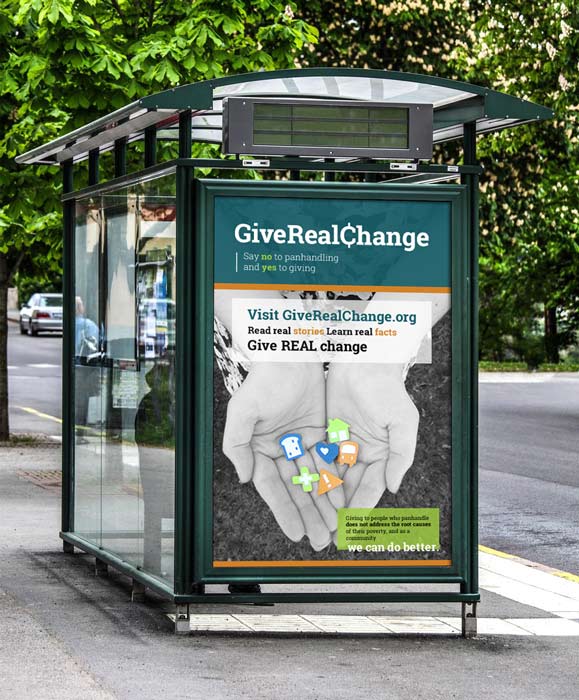 GiveReal₵hange
Say no to panhandling
and yes to giving
Visit GiveRealChange.org
Read real stories Learn real facts
Give REAL change
Giving to people who panhandle
does not address the root causes
of their poverty, and as a
community
we can do better.